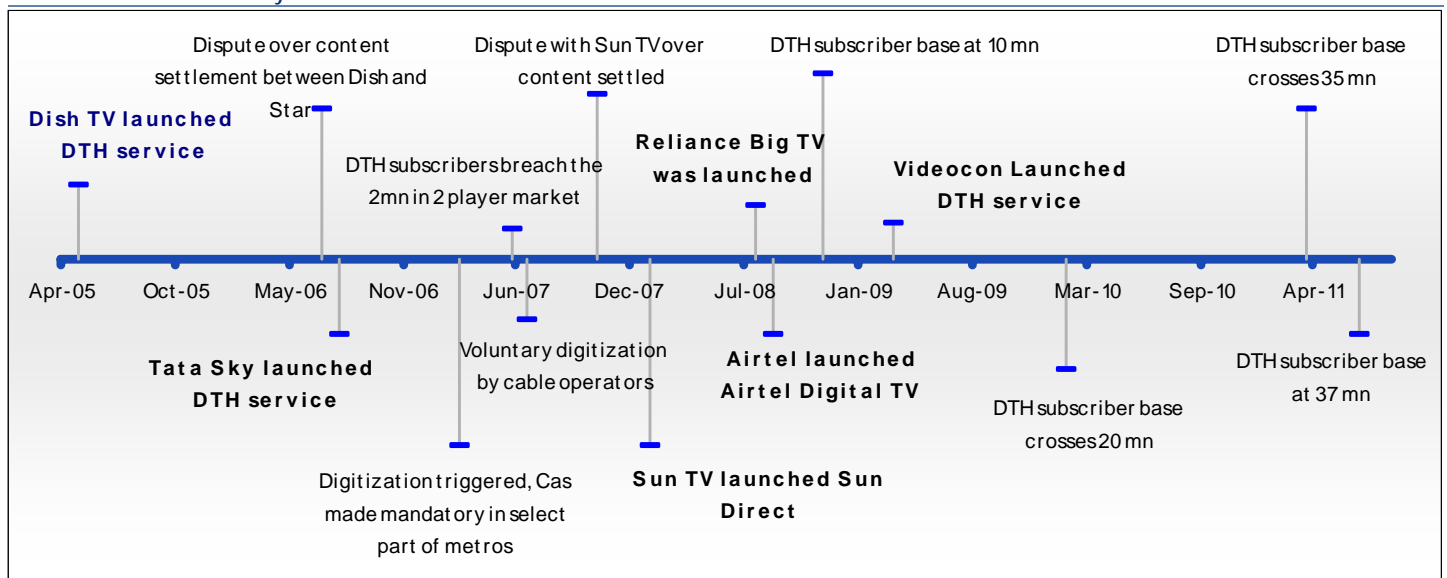 Dispute over content
settlement between Dish and
Star
Dispute with Sun TV over
content settled
DTH subscriber base at 10 mn
DTH subscriber base
crosses 35 mn
Dish TV launched
DTH service
DTH subscribers breach the
2mn in 2 player market
Reliance Big TV
was launched
Videocon Launched
DTH service
Apr-05
Oct-05
May-06
Nov-06
Jun-07
Dec-07
Jul-08
Jan-09
Aug-09
Mar-10
Sep-10
Apr-11
Tata Sky launched
DTH service
Voluntary digitization
by cable operators
Airtel launched
Airtel Digital TV
DTH subscriber base
crosses 20 mn
DTH subscriber base
at 37 mn
Digitization triggered, Cas
made mandatory in select
part of metros
Sun TV launched Sun
Direct